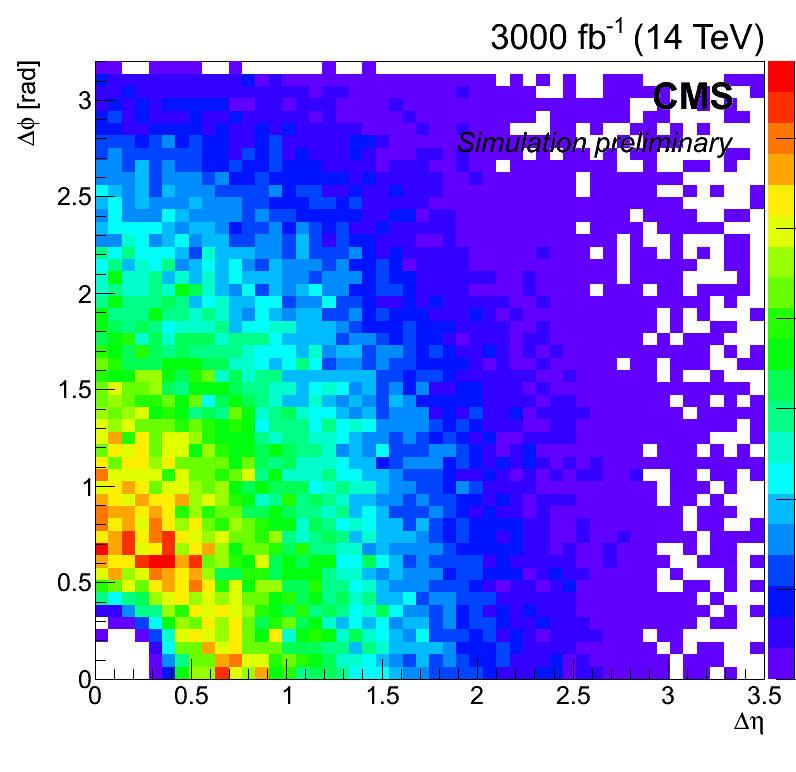 3000 fb-1 (14 TeV)
Δϕ [rad]
CMS
Simulation preliminary
3
2.5
2
1.5
1
0.5
0
0 0.5 1 1.5 2 2.5 3 3.5
Δη